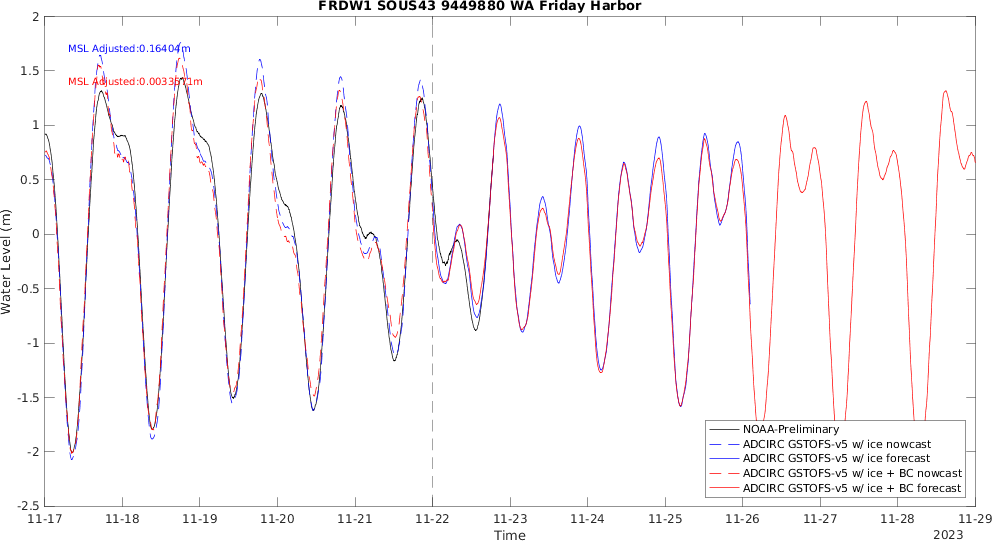 FRDW1 SOUS43 9449880 WA Friday Harbor
MSL Adjusted:0.16404m
MSL Adjusted:0.0033571m
2
1.5
1
0.5
0
-0.5
-1
-1.5
-2
-2.5
Water Level (m)
NOAA-Preliminary
ADCIRC GSTOFS-v5 w/ ice nowcast
ADCIRC GSTOFS-v5 w/ ice forecast
ADCIRC GSTOFS-v5 w/ ice + BC nowcast
ADCIRC GSTOFS-v5 w/ ice + BC forecast
11-17 11-18 11-19 11-20 11-21 11-22 11-23 11-24 11-25 11-26 11-27 11-28 11-29
Time
2023